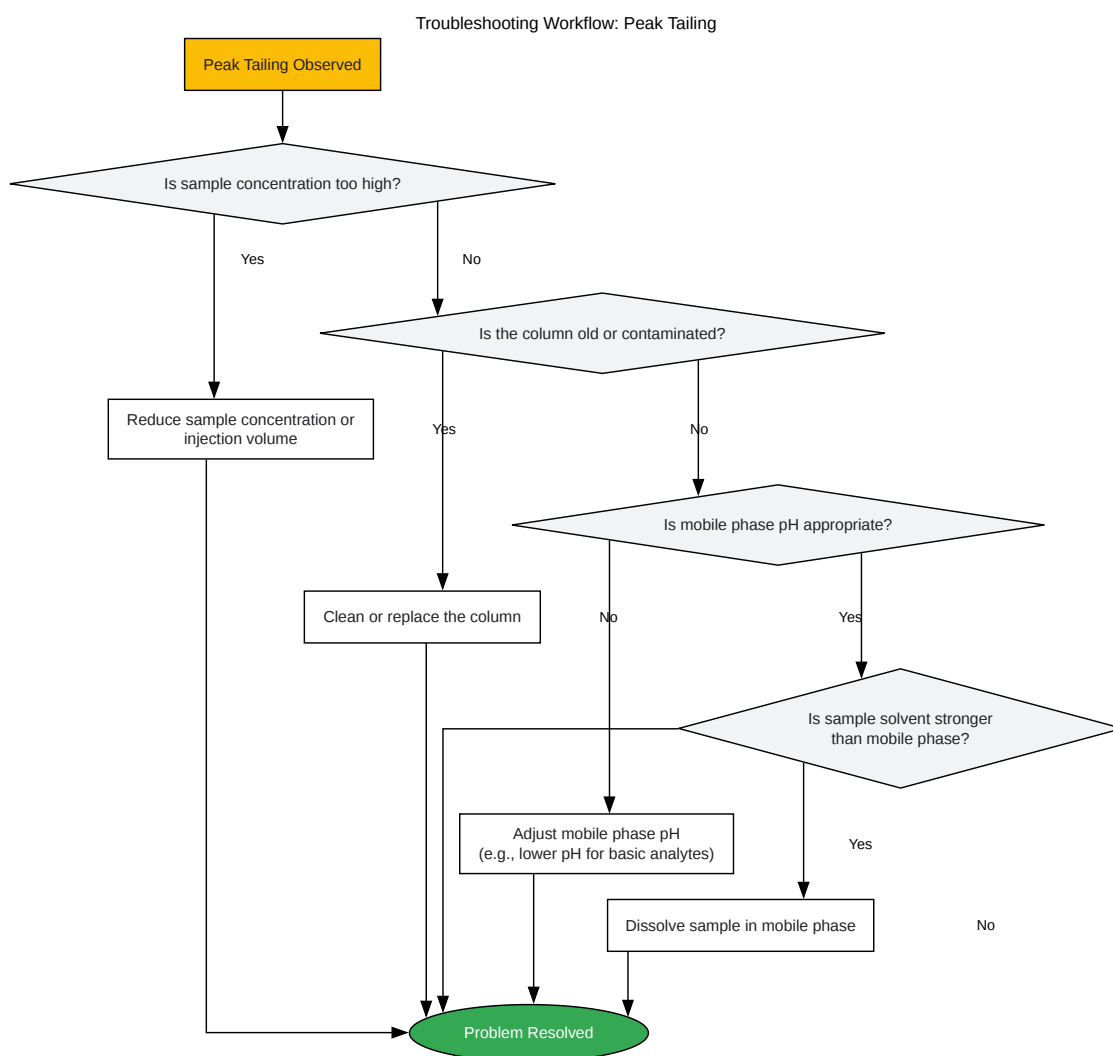 Troubleshooting Workflow: Peak Tailing
Peak Tailing Observed
Is sample concentration too high?
Yes
No
Is the column old or contaminated?
Reduce sample concentration or
injection volume
Yes
No
Is mobile phase pH appropriate?
Clean or replace the column
No
Yes
Is sample solvent stronger
than mobile phase?
Adjust mobile phase pH
(e.g., lower pH for basic analytes)
Yes
Dissolve sample in mobile phase
No
Problem Resolved